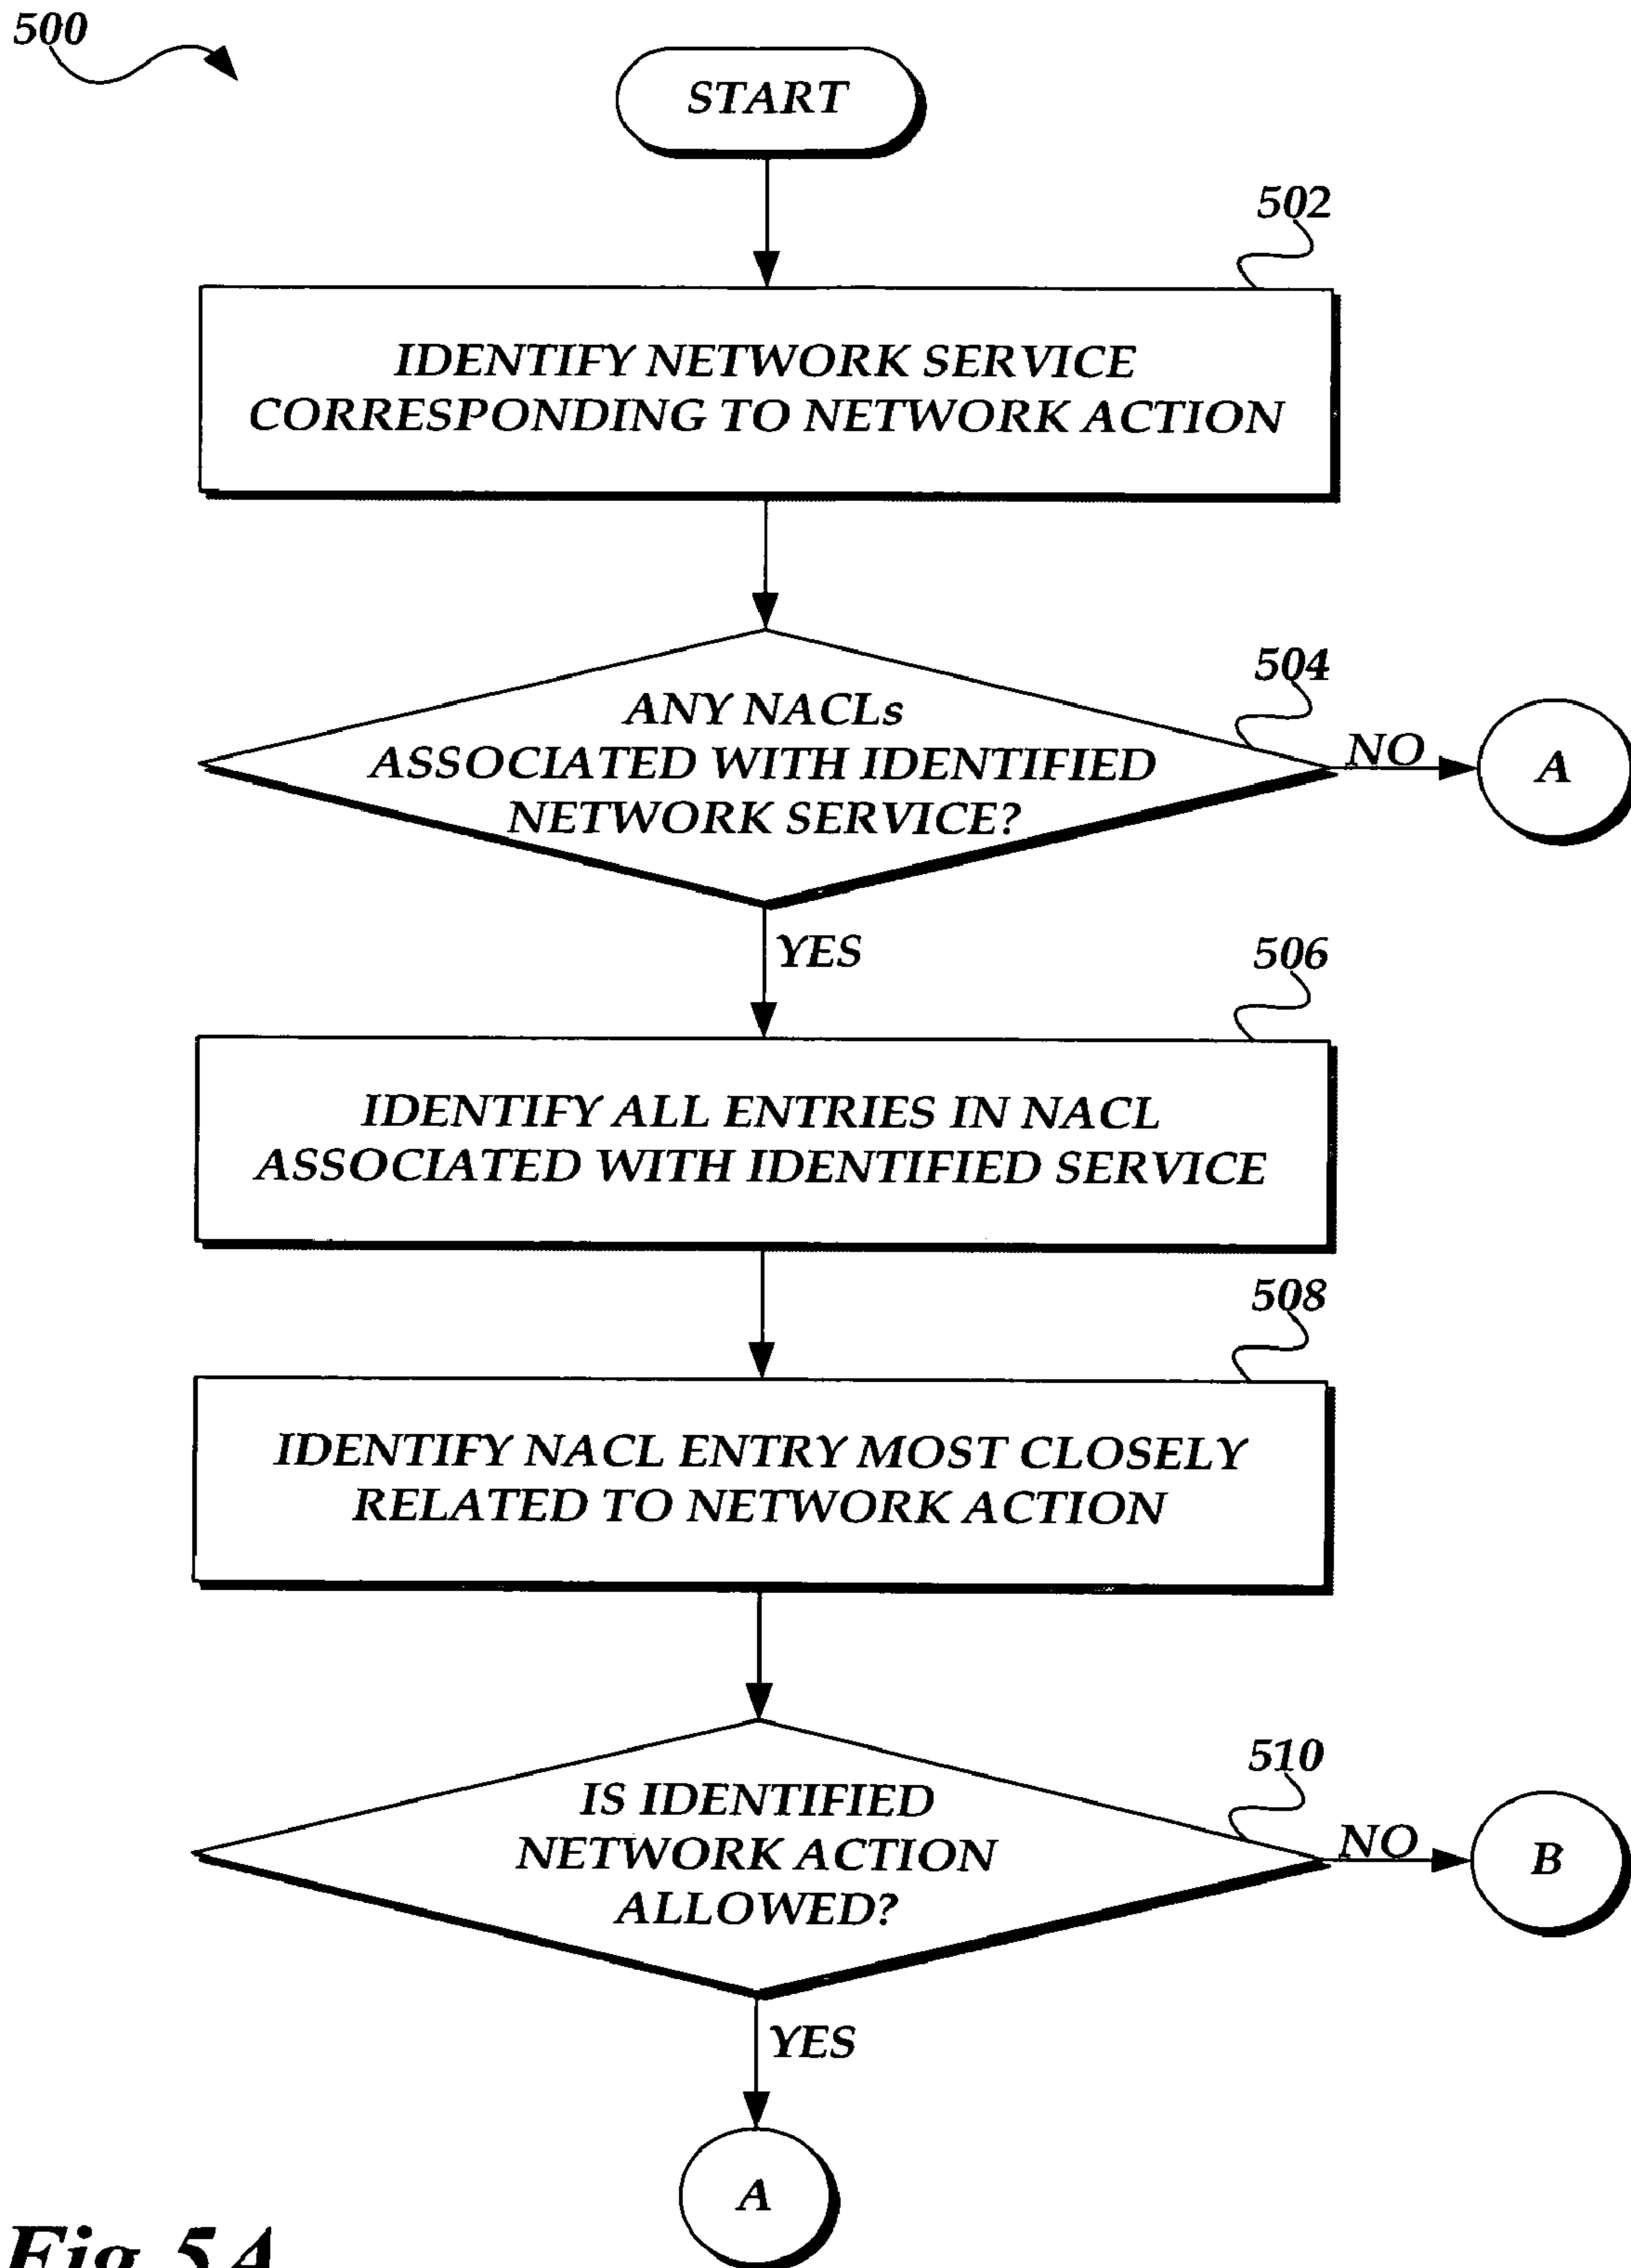 500
START
502
IDENTIFY NETWORK SERVICE
CORRESPONDING TO NETWORK ACTION
504
ANY NACLs
ASSOCIATED WITH IDENTIFIED
NETWORK SERVICE?
NO
A
YES
506
IDENTIFY ALL ENTRIES IN NACL
ASSOCIATED WITH IDENTIFIED SERVICE
508
IDENTIFY NACL ENTRY MOST CLOSELY
RELATED TO NETWORK ACTION
510
IS IDENTIFIED
NETWORK ACTION
ALLOWED?
NO
B
YES
A
Fig. 5A